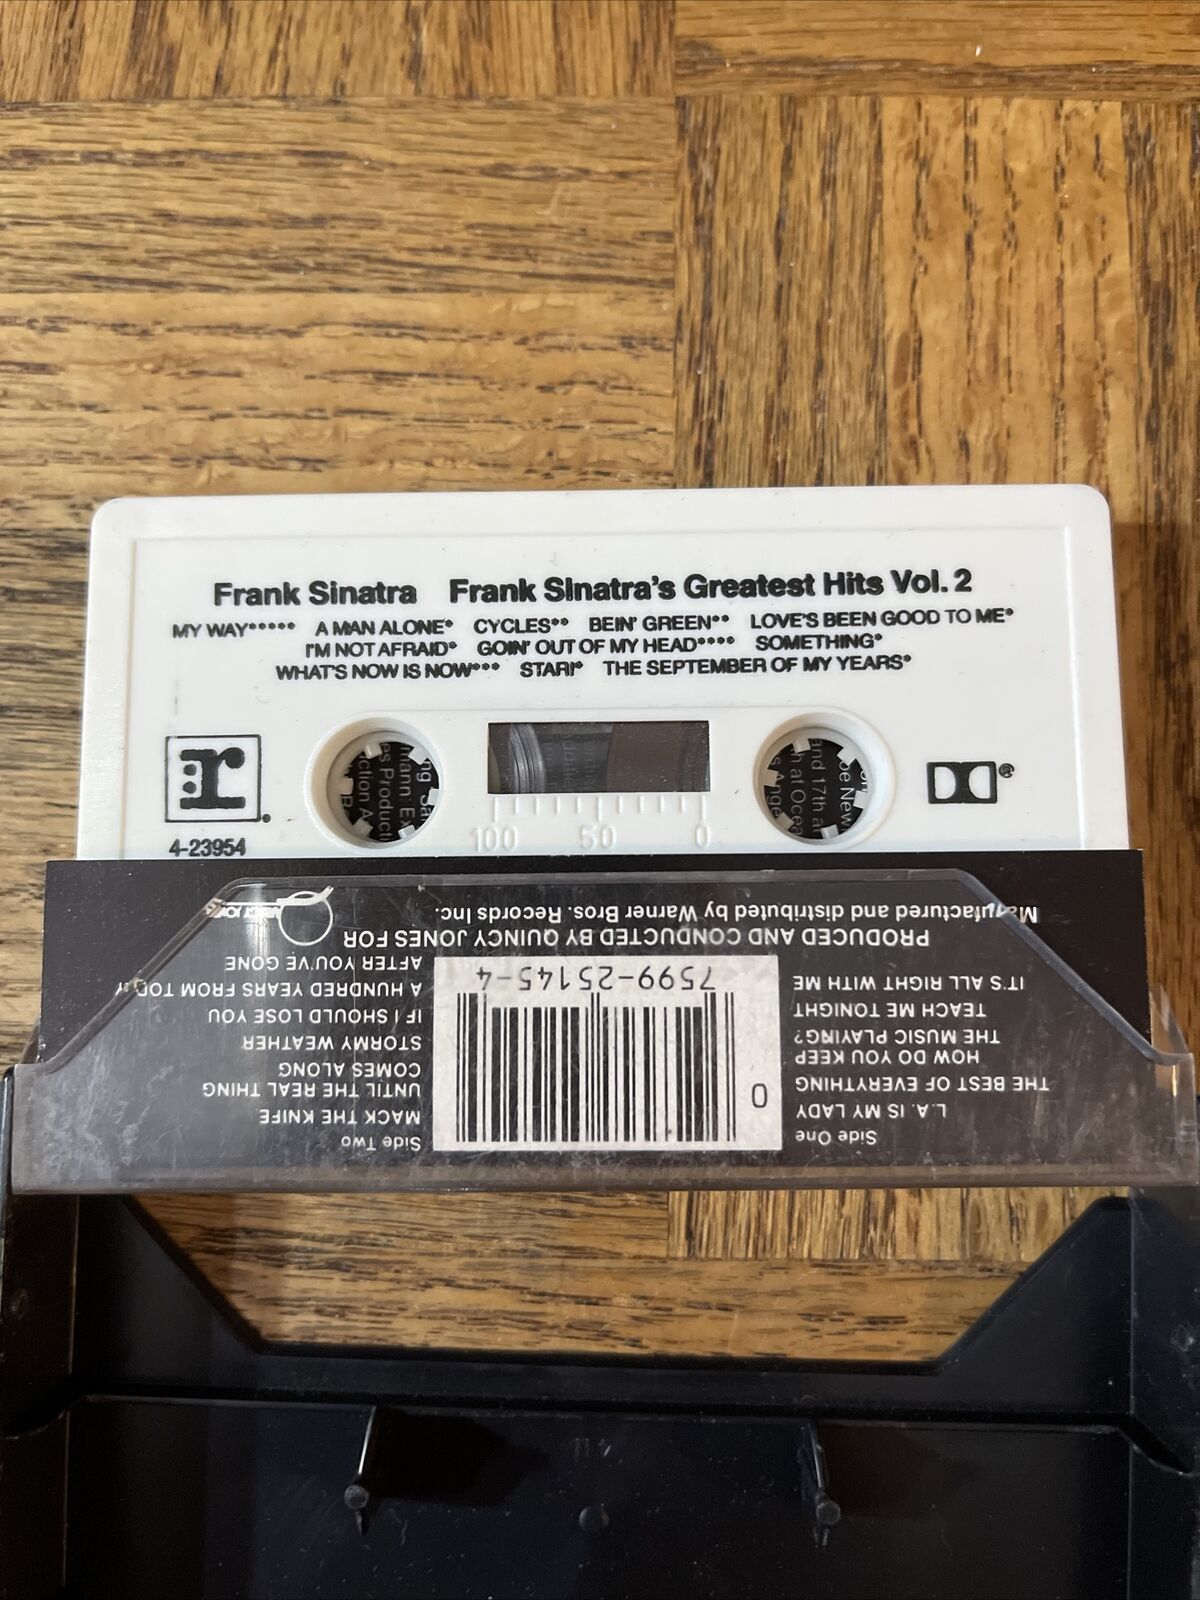 Frank Sinatra Frank Sinatra's Greatest Hits Vol. 2
MY WAY***** A MAN ALONE* CYCLES** BEIN' GREEN** LOVE'S BEEN GOOD TO ME*
I'M NOT AFRAID* GOIN' OUT OF MY HEAD**** SOMETHING*
WHAT'S NOW IS NOW*** STAR!* THE SEPTEMBER OF MY YEARS*
r
®
4-23954
100 50 0
Side One
L.A. IS MY LADY
THE BEST OF EVERYTHING
HOW DO YOU KEEP
THE MUSIC PLAYING?
TEACH ME TONIGHT
IT'S ALL RIGHT WITH ME
0
7599-25145-4
Side Two
MACK THE KNIFE
UNTIL THE REAL THING
COMES ALONG
STORMY WEATHER
IF I SHOULD LOSE YOU
A HUNDRED YEARS FROM TODAY
AFTER YOU'VE GONE
PRODUCED AND CONDUCTED BY QUINCY JONES FOR
Manufactured and distributed by Warner Bros. Records Inc.